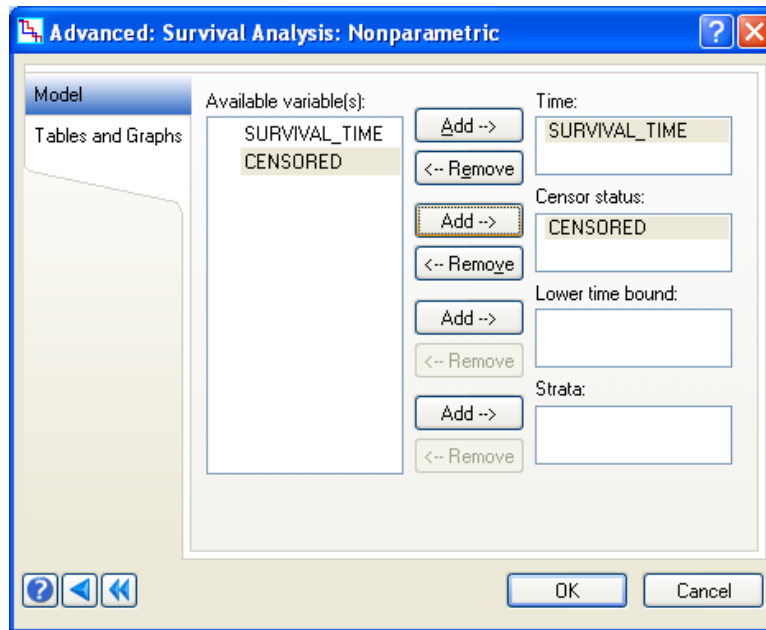 Advanced: Survival Analysis: Nonparametric
Model
Tables and Graphs
Available variable(s):
SURVIVAL_TIME
CENSORED
Add -->
<-- Remove
Add -->
<-- Remove
Add -->
<-- Remove
Add -->
<-- Remove
Time:
SURVIVAL_TIME
Censor status:
CENSORED
Lower time bound:
Strata:
OK
Cancel